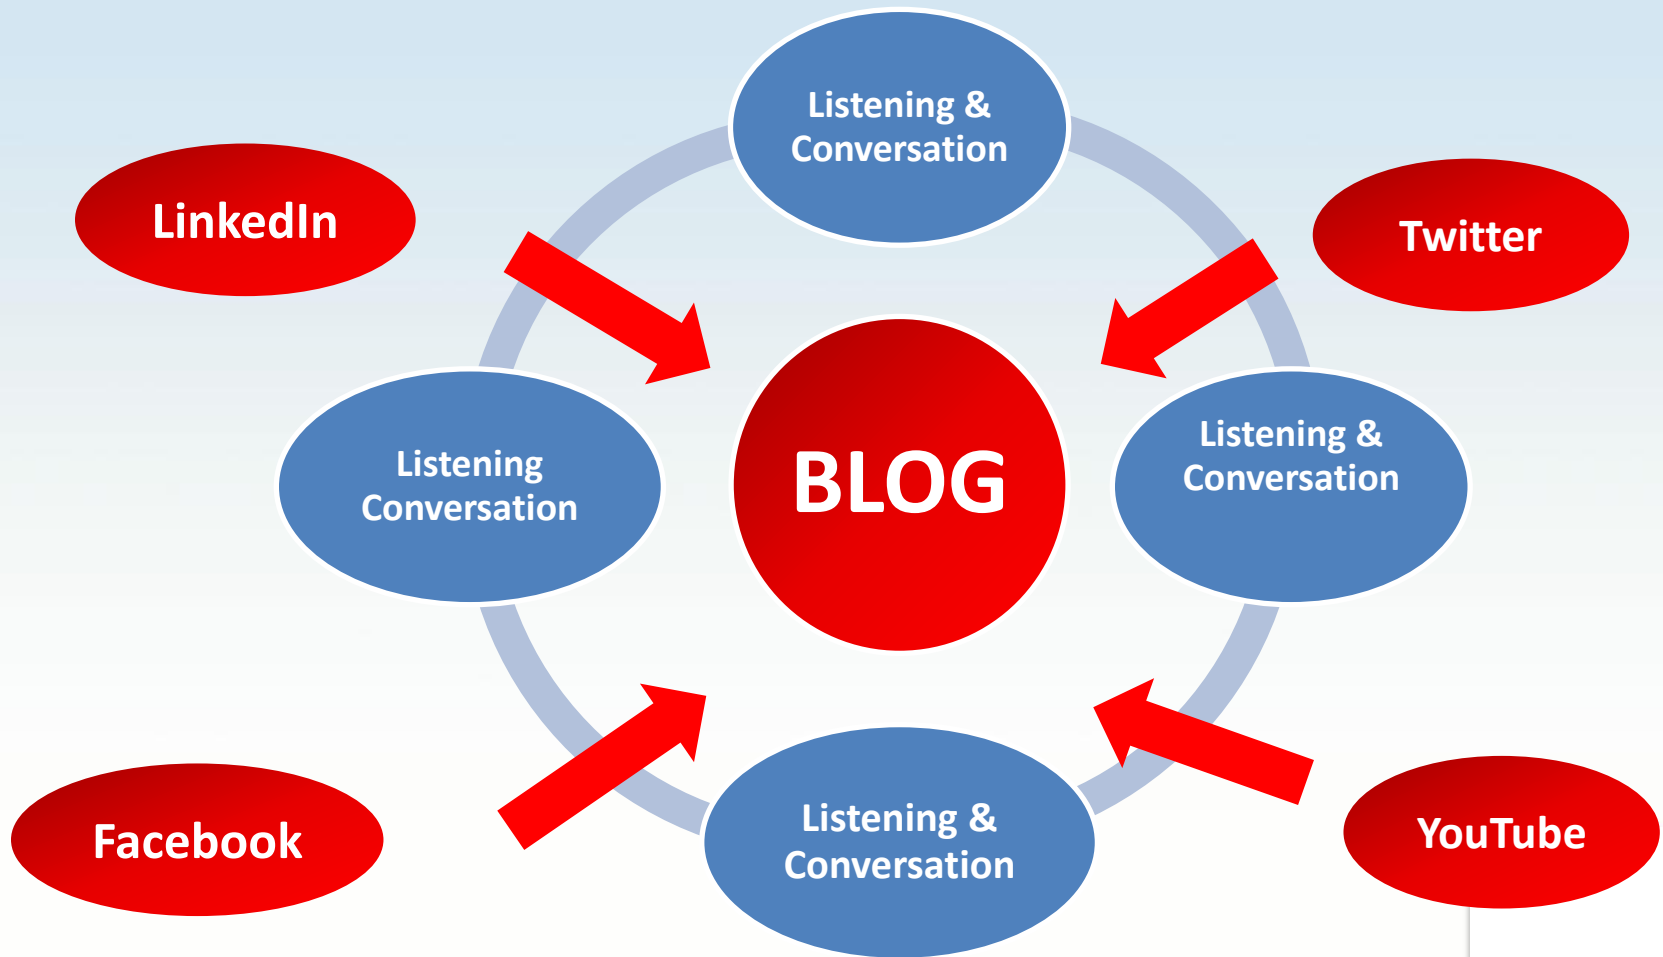 Listening &
Conversation
LinkedIn
Twitter
Listening
Conversation
BLOG
Listening &
Conversation
Facebook
Listening &
Conversation
YouTube